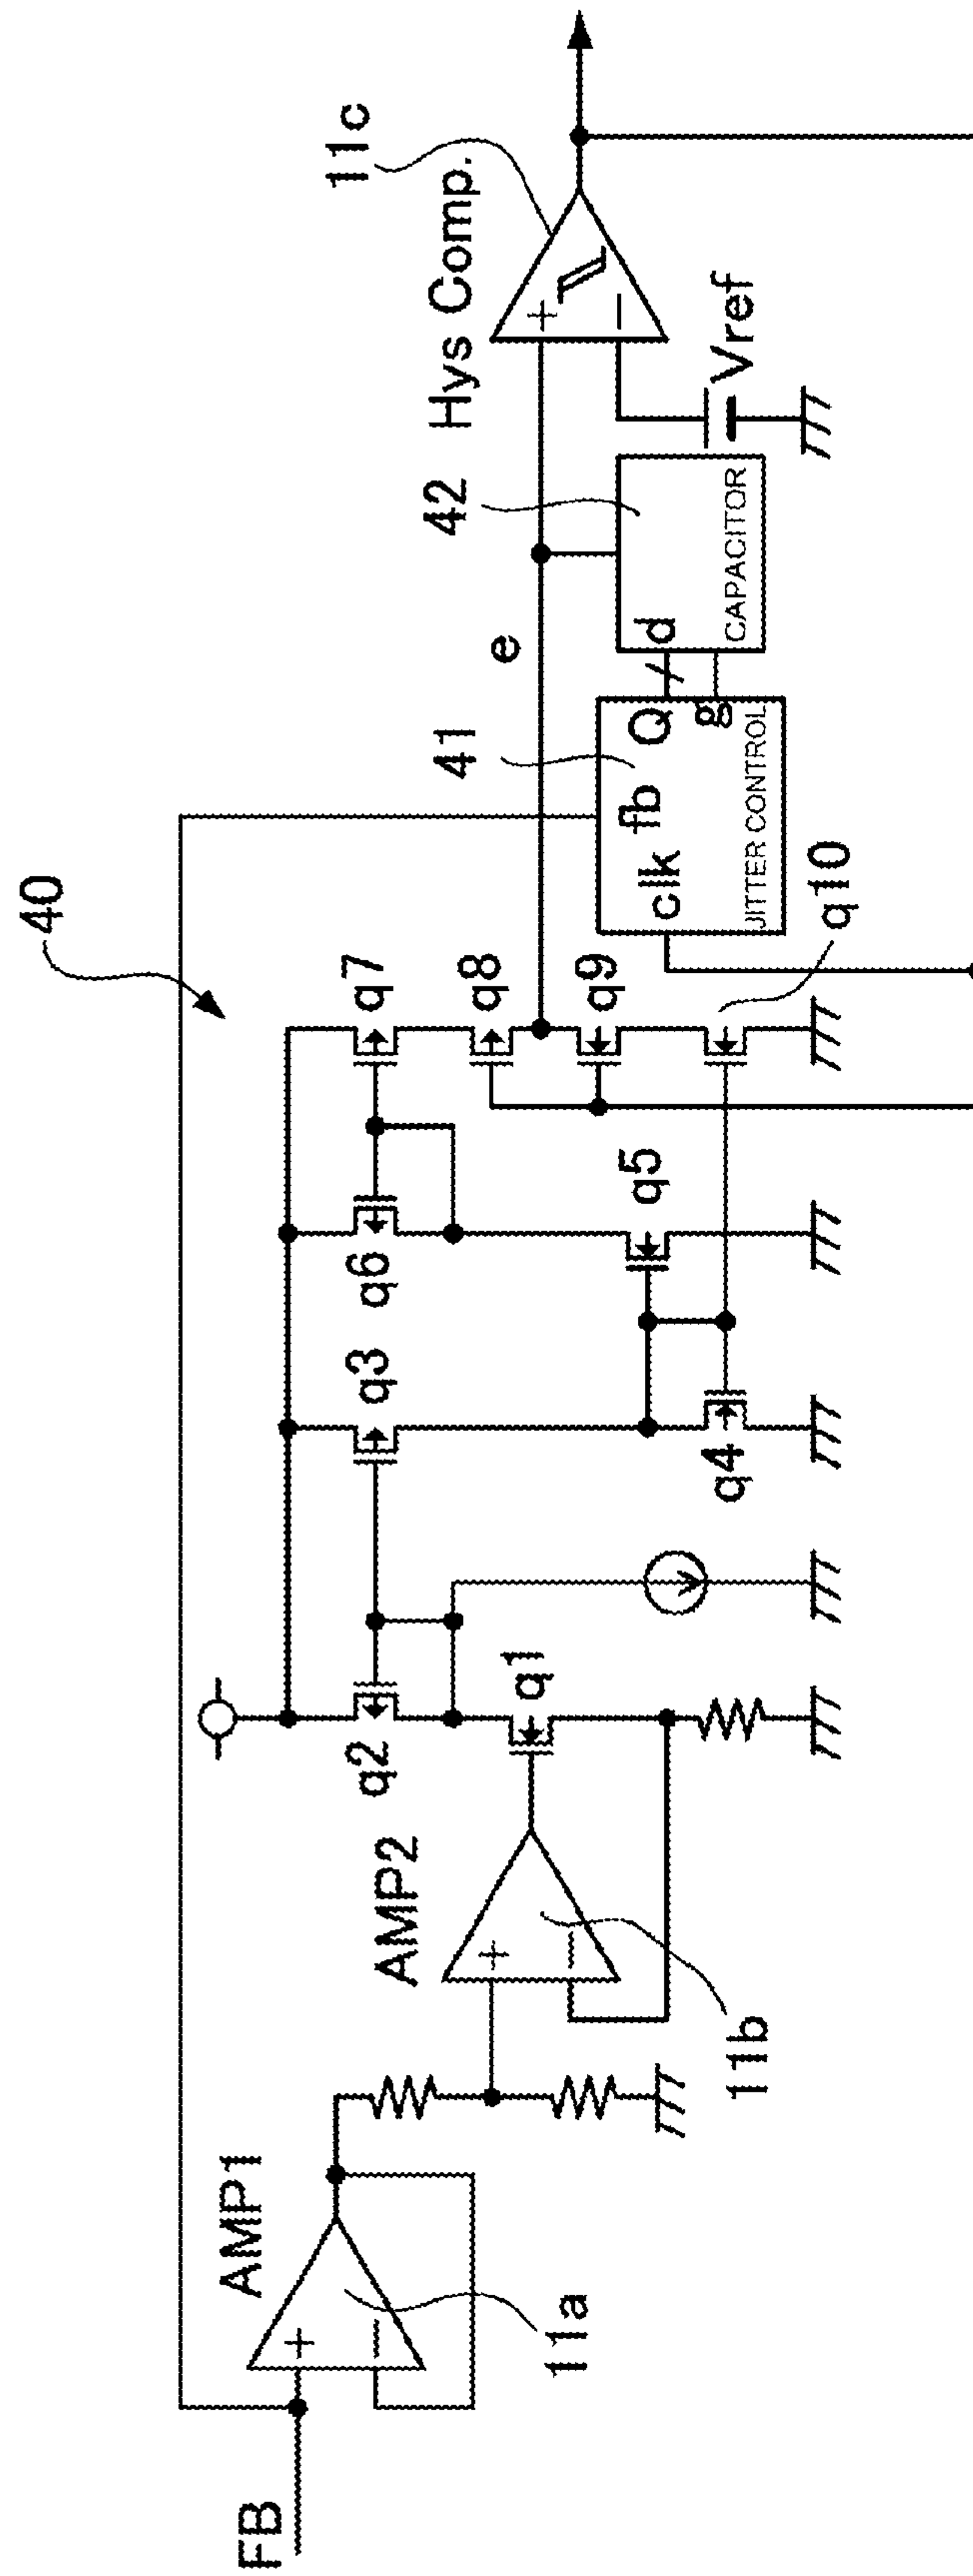 40
FB
AMP1
11a
AMP2
11b
q2
q1
q3
q4
q6
q5
q7
q8
q9
q10
e
41
clk
fb
Q
g
JITTER CONTROL
42
d
CAPACITOR
Hys Comp.
11c
Vref
+
−
+
−
+
−